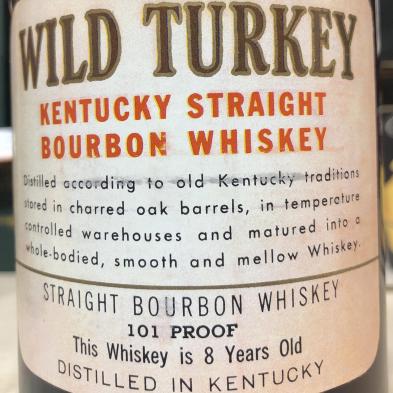 WILD TURKEY
KENTUCKY STRAIGHT
BOURBON WHISKEY
Distilled according to old Kentucky traditions
stored in charred oak barrels, in temperature
controlled warehouses and matured into a
whole-bodied, smooth and mellow Whiskey.
STRAIGHT BOURBON WHISKEY
101 PROOF
This Whiskey is 8 Years Old
DISTILLED IN KENTUCKY